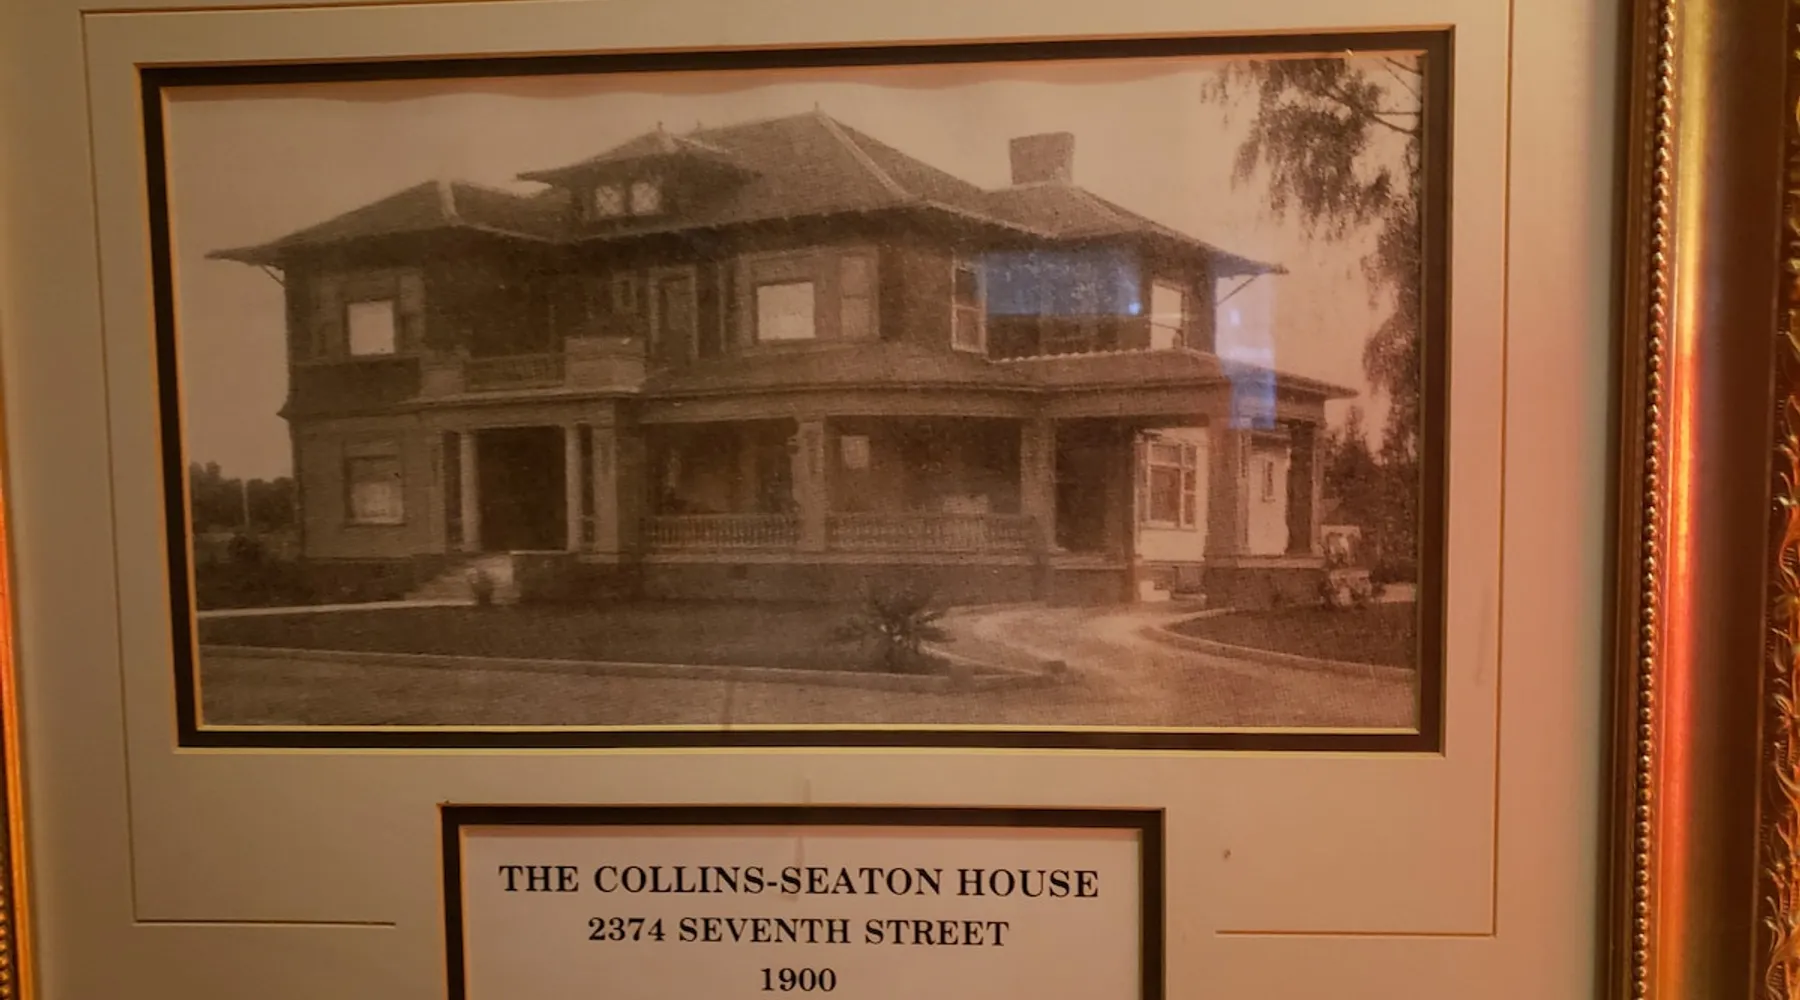 THE COLLINS-SEATON HOUSE
2374 SEVENTH STREET
1900